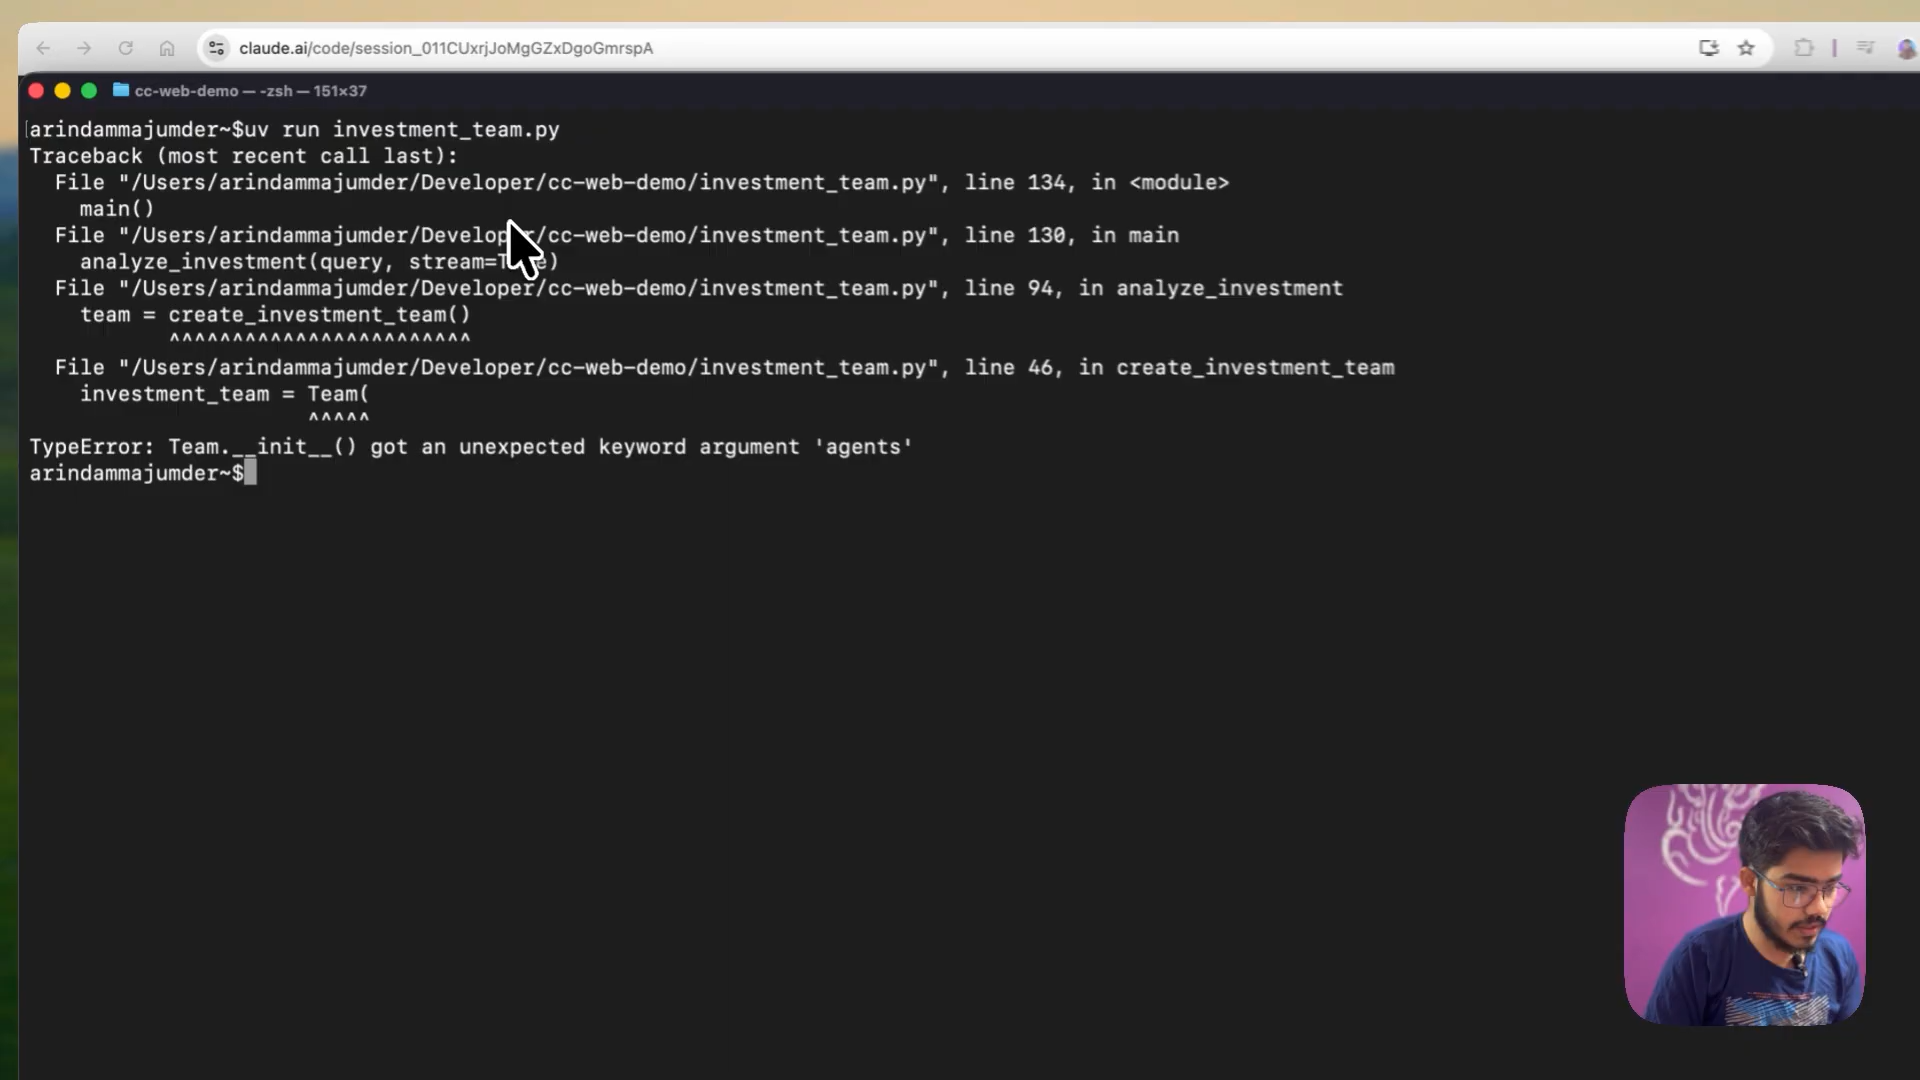 claude.ai/code/session_011CUxrjJoMgGZxDgoGmrspA
cc-web-demo — -zsh — 151×37
arindammajumder~$uv run investment_team.py
Traceback (most recent call last):
  File "/Users/arindammajumder/Developer/cc-web-demo/investment_team.py", line 134, in <module>
    main()
  File "/Users/arindammajumder/Developer/cc-web-demo/investment_team.py", line 130, in main
    analyze_investment(query, stream=True)
  File "/Users/arindammajumder/Developer/cc-web-demo/investment_team.py", line 94, in analyze_investment
    team = create_investment_team()
           ^^^^^^^^^^^^^^^^^^^^^^^^
  File "/Users/arindammajumder/Developer/cc-web-demo/investment_team.py", line 46, in create_investment_team
    investment_team = Team(
                      ^^^^^
TypeError: Team.__init__() got an unexpected keyword argument 'agents'
arindammajumder~$